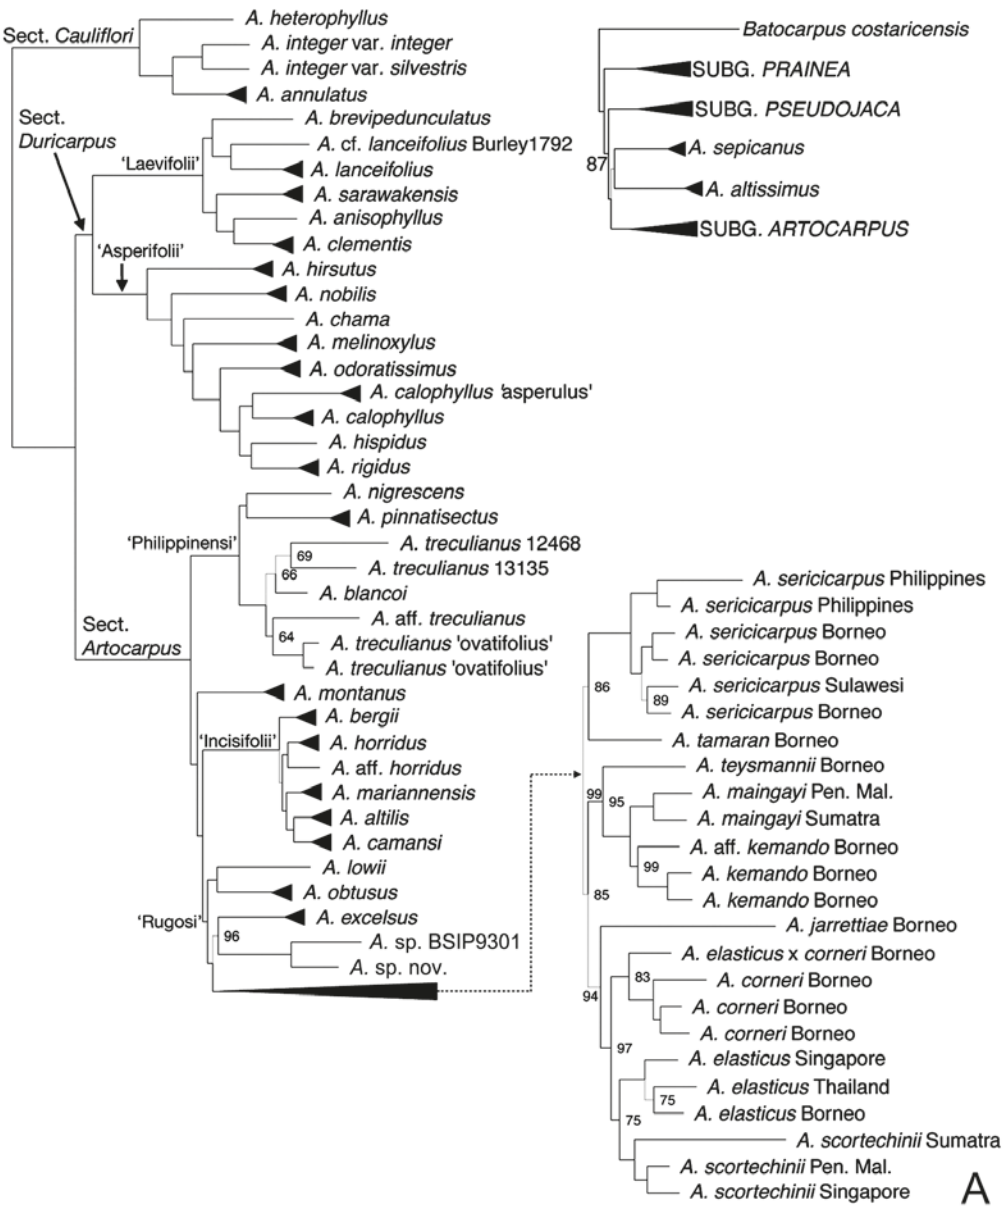 A. heterophyllus
Sect. Cauliflori
A. integer var. integer
A. integer var. silvestris
A. annulatus
Sect.
Duricarpus
A. brevipedunculatus
A. cf. lanceifolius Burley1792
'Laevifolii'
A. lanceifolius
A. sarawakensis
A. anisophyllus
A. clementis
'Asperifolii'
A. hirsutus
A. nobilis
A. chama
A. melinoxylus
A. odoratissimus
A. calophyllus 'asperulus'
A. calophyllus
A. hispidus
A. rigidus
A. nigrescens
A. pinnatisectus
'Philippinensi'
A. treculianus 12468
69
A. treculianus 13135
66
A. blancoi
A. aff. treculianus
64
A. treculianus 'ovatifolius'
A. treculianus 'ovatifolius'
Sect.
Artocarpus
A. montanus
A. bergii
'Incisifolii'
A. horridus
A. aff. horridus
A. mariannensis
A. altilis
A. camansi
A. lowii
A. obtusus
'Rugosi'
A. excelsus
96
A. sp. BSIP9301
A. sp. nov.
Batocarpus costaricensis
SUBG. PRAINEA
SUBG. PSEUDOJACA
A. sepicanus
87
A. altissimus
SUBG. ARTOCARPUS
A. sericicarpus Philippines
A. sericicarpus Philippines
A. sericicarpus Borneo
A. sericicarpus Borneo
86
A. sericicarpus Sulawesi
89
A. sericicarpus Borneo
A. tamaran Borneo
A. teysmannii Borneo
99
95
A. maingayi Pen. Mal.
A. maingayi Sumatra
A. aff. kemando Borneo
99
A. kemando Borneo
A. kemando Borneo
85
A. jarrettiae Borneo
A. elasticus x corneri Borneo
83
A. corneri Borneo
94
A. corneri Borneo
A. corneri Borneo
97
A. elasticus Singapore
A. elasticus Thailand
75
A. elasticus Borneo
75
A. scortechinii Sumatra
A. scortechinii Pen. Mal.
A. scortechinii Singapore
A